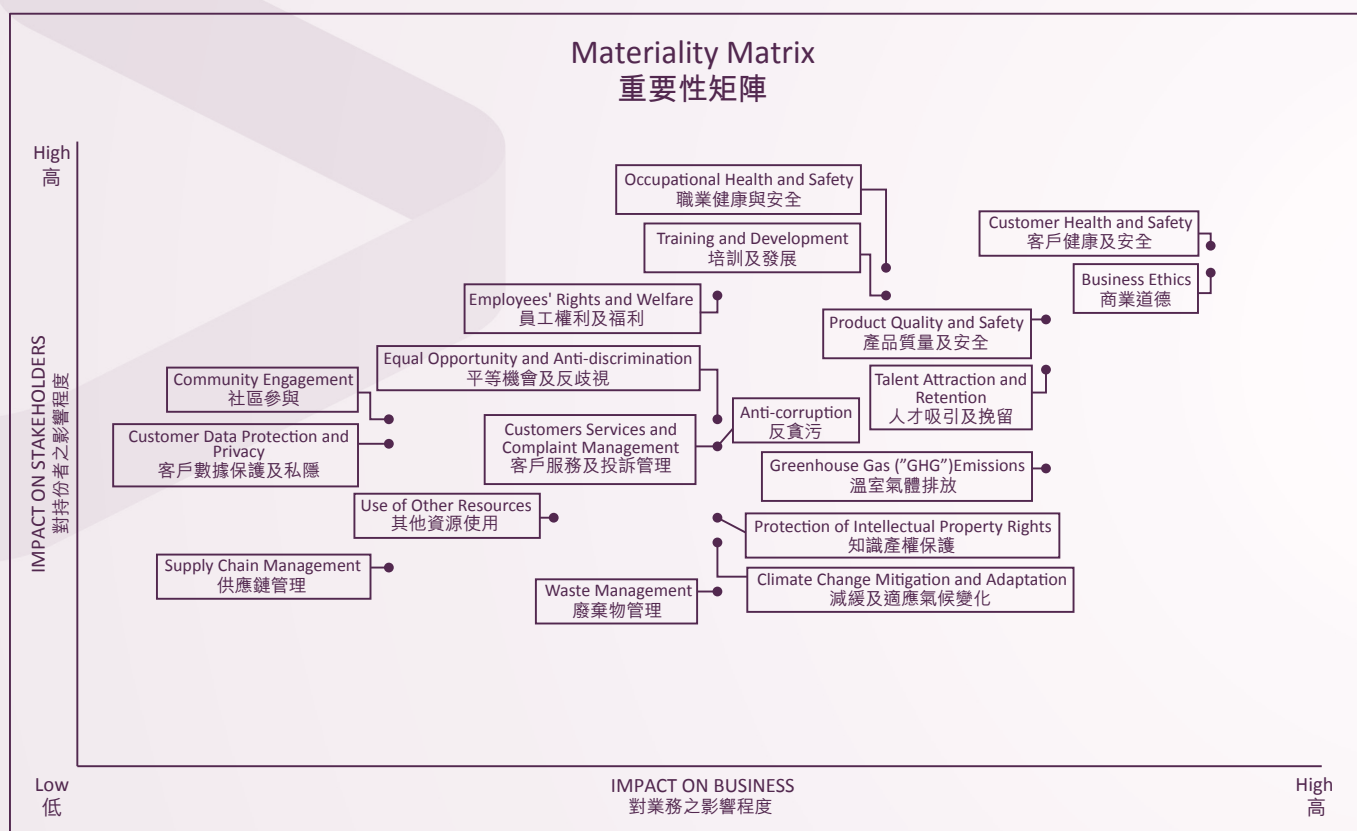 Materiality Matrix
重要性矩陣
High
高
Occupational Health and Safety
職業健康與安全
Customer Health and Safety
客戶健康及安全
Training and Development
培訓及發展
Business Ethics
商業道德
Employees' Rights and Welfare
員工權利及福利
Product Quality and Safety
產品質量及安全
Equal Opportunity and Anti-discrimination
平等機會及反歧視
Community Engagement
社區參與
Talent Attraction and
Retention
人才吸引及挽留
Anti-corruption
反貪污
Customers Services and
Complaint Management
客戶服務及投訴管理
Customer Data Protection and
Privacy
客戶數據保護及私隱
Greenhouse Gas (”GHG”)Emissions
溫室氣體排放
Use of Other Resources
其他資源使用
Protection of Intellectual Property Rights
知識產權保護
Supply Chain Management
供應鏈管理
Waste Management
廢棄物管理
Climate Change Mitigation and Adaptation
減緩及適應氣候變化
IMPACT ON STAKEHOLDERS
對持份者之影響程度
Low
低
IMPACT ON BUSINESS
對業務之影響程度
High
高